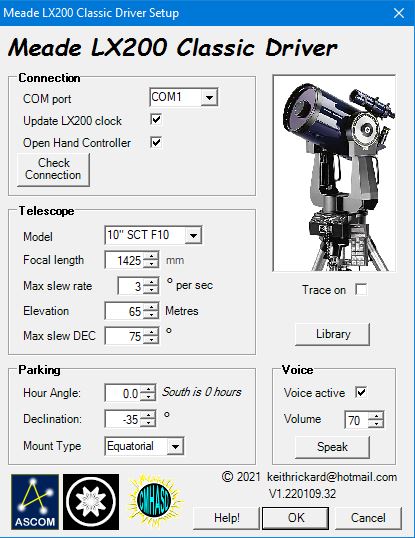 Meade LX200 Classic Driver Setup
Meade LX200 Classic Driver
Connection
COM port COM1
Update LX200 clock
Open Hand Controller
Check
Connection
Telescope
Model 10" SCT F10
Focal length 1425 mm
Max slew rate 3 º per sec
Elevation 65 Metres
Max slew DEC 75 º
Trace on
Library
Parking
Hour Angle: 0.0 South is 0 hours
Declination: -35 º
Mount Type Equatorial
Voice
Voice active
Volume 70
Speak
ASCOM
CMHASD
© 2021 keithrickard@hotmail.com
V1.220109.32
Help! OK Cancel